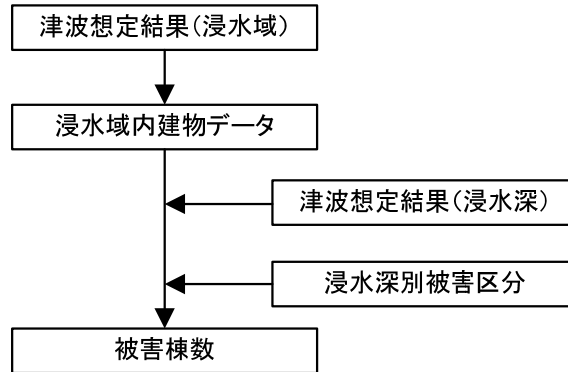 津波想定結果（浸水域）
浸水域内建物データ
津波想定結果（浸水深）
浸水深別被害区分
被害棟数